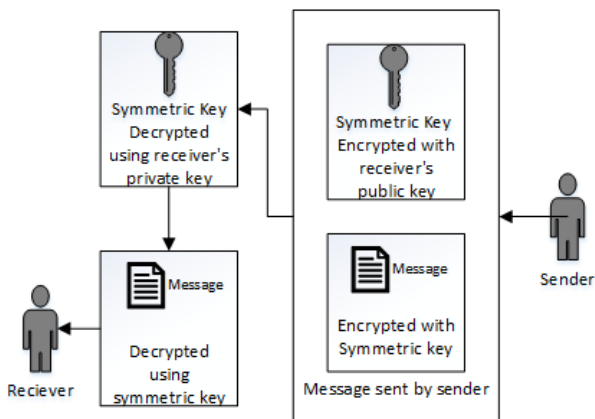 Symmetric Key
Decrypted
using receiver's
private key
Symmetric Key
Encrypted with
receiver's
public key
Sender
Message
Encrypted with
Symmetric key
Message sent by sender
Message
Decrypted
using
symmetric key
Reciever